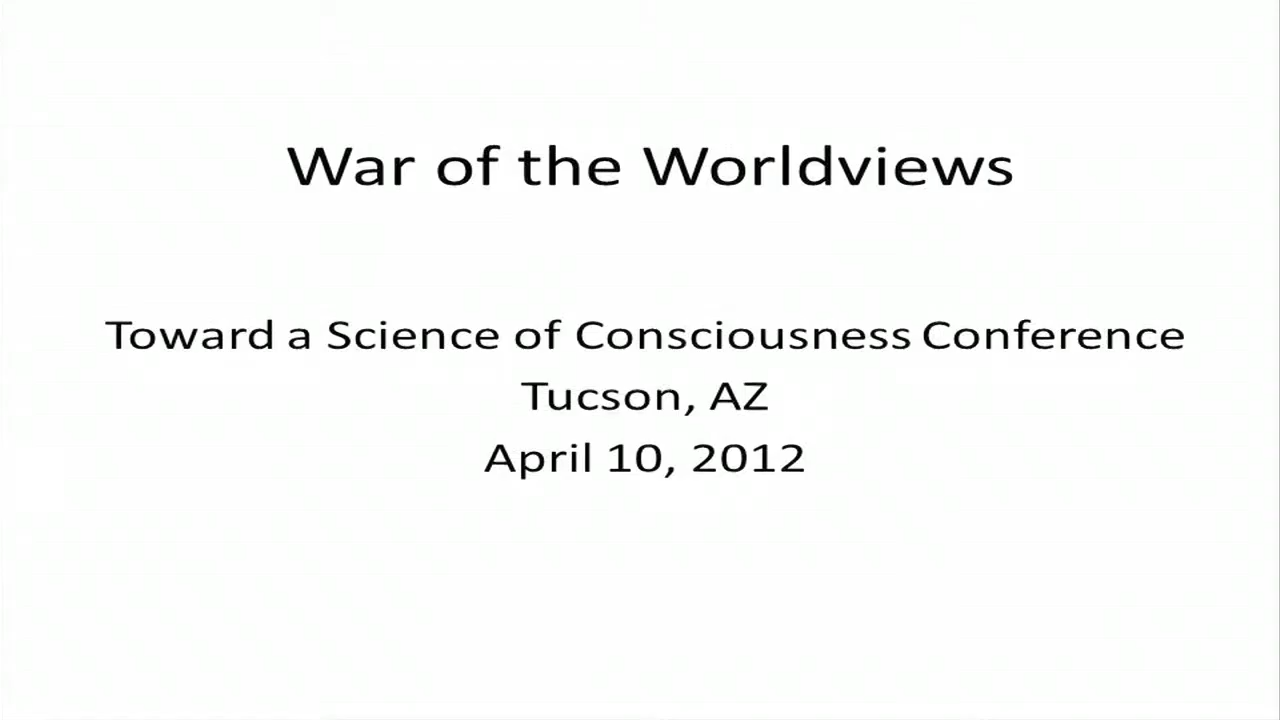 War of the Worldviews
Toward a Science of Consciousness Conference
Tucson, AZ
April 10, 2012